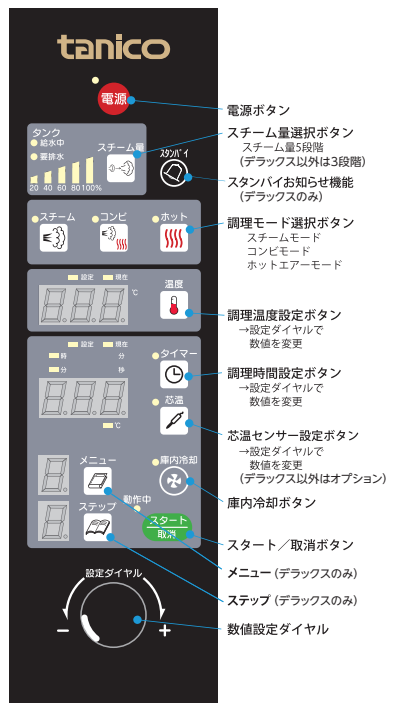 tanico
電源
タンク
給水中
要排水
スチーム量
20 40 60 80 100%
スタンバイ
スチーム
コンビ
ホット
設定 現在
℃
温度
設定 現在
時 分
分 秒
℃
タイマー
芯温
メニュー
庫内冷却
ステップ
動作中
スタート
取消
設定ダイヤル
− +
電源ボタン
スチーム量選択ボタン
スチーム量5段階
(デラックス以外は3段階)
スタンバイお知らせ機能
(デラックスのみ)
調理モード選択ボタン
スチームモード
コンビモード
ホットエアーモード
調理温度設定ボタン
→設定ダイヤルで
数値を変更
調理時間設定ボタン
→設定ダイヤルで
数値を変更
芯温センサー設定ボタン
→設定ダイヤルで
数値を変更
(デラックス以外はオプション)
庫内冷却ボタン
スタート／取消ボタン
メニュー(デラックスのみ)
ステップ(デラックスのみ)
数値設定ダイヤル